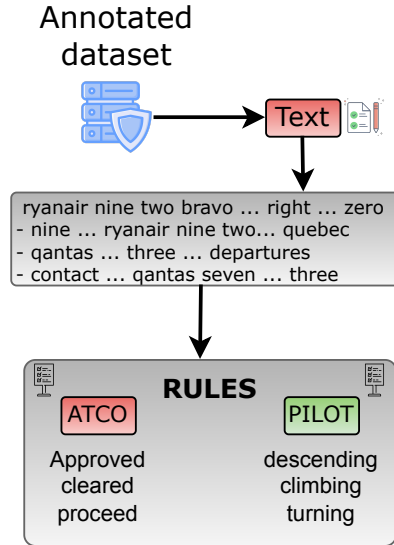 Annotated
dataset
Text
ryanair nine two bravo ... right ... zero
- nine ... ryanair nine two... quebec
- qantas ... three ... departures
- contact ... qantas seven ... three
RULES
ATCO PILOT
Approved descending
cleared climbing
proceed turning